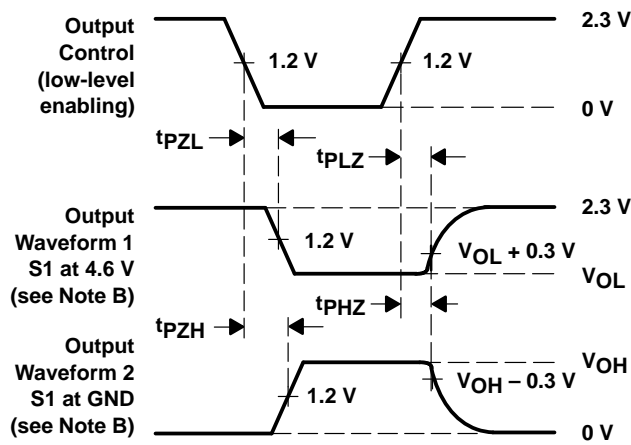 Output
Control
(low-level
enabling)
1.2 V
1.2 V
2.3 V
0 V
tPZL
tPLZ
Output
Waveform 1
S1 at 4.6 V
(see Note B)
1.2 V
2.3 V
VOL + 0.3 V
VOL
tPZH
tPHZ
Output
Waveform 2
S1 at GND
(see Note B)
1.2 V
VOH
VOH − 0.3 V
0 V